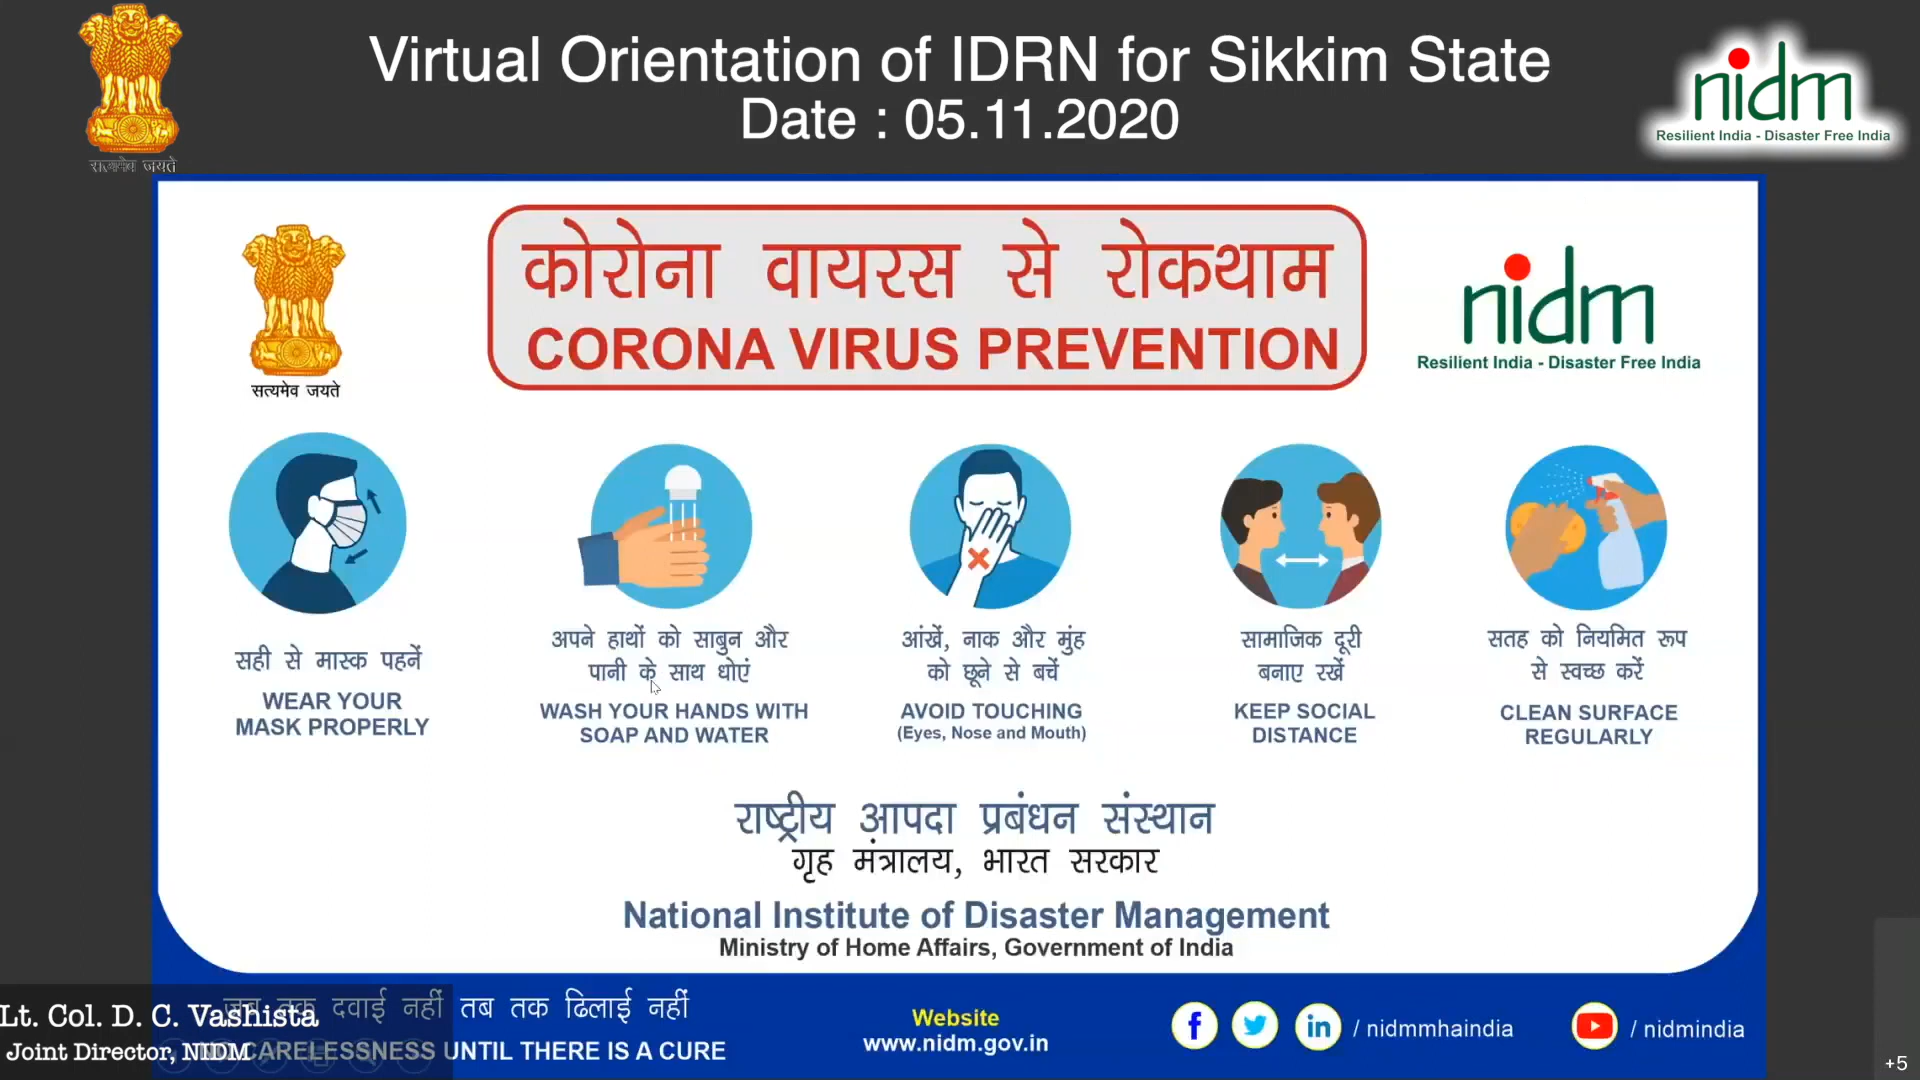 Virtual Orientation of IDRN for Sikkim State
Date : 05.11.2020
nidm
Resilient India - Disaster Free India
सत्यमेव जयते
कोरोना वायरस से रोकथाम
CORONA VIRUS PREVENTION
सत्यमेव जयते
nidm
Resilient India - Disaster Free India
सही से मास्क पहनें
WEAR YOUR
MASK PROPERLY
अपने हाथों को साबुन और
पानी के साथ धोएं
WASH YOUR HANDS WITH
SOAP AND WATER
आंखें, नाक और मुंह
को छूने से बचें
AVOID TOUCHING
(Eyes, Nose and Mouth)
सामाजिक दूरी
बनाए रखें
KEEP SOCIAL
DISTANCE
सतह को नियमित रूप
से स्वच्छ करें
CLEAN SURFACE
REGULARLY
राष्ट्रीय आपदा प्रबंधन संस्थान
गृह मंत्रालय, भारत सरकार
National Institute of Disaster Management
Ministry of Home Affairs, Government of India
जब तक दवाई नहीं तब तक ढिलाई नहीं
CARELESSNESS UNTIL THERE IS A CURE
Lt. Col. D. C. Vashista
Joint Director, NIDM
Website
www.nidm.gov.in
/ nidmmhaindia
/ nidmindia
+5